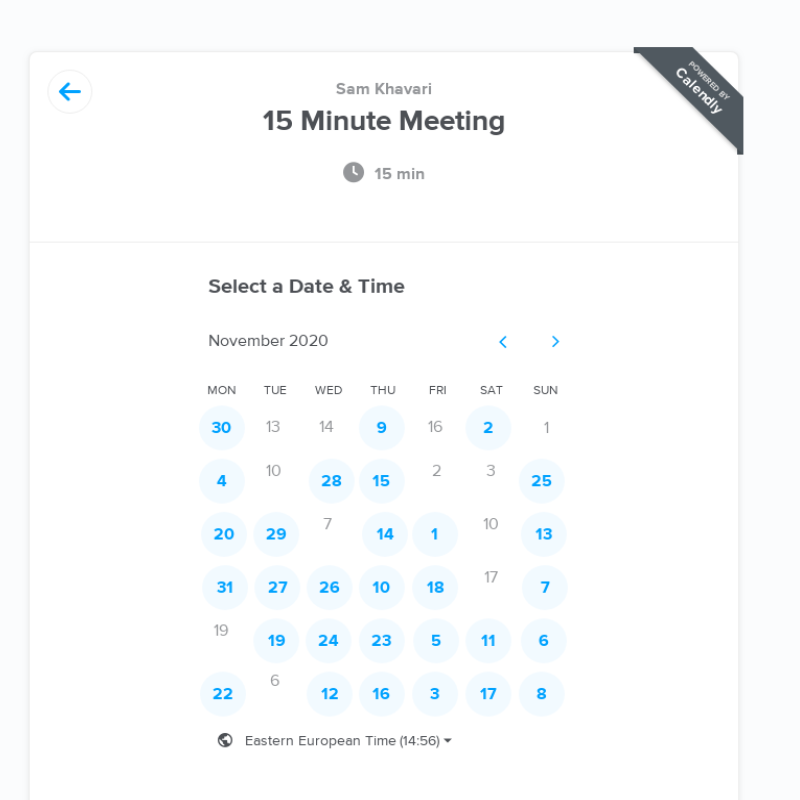 POWERED BY
Calendly
Sam Khavari
15 Minute Meeting
15 min
Select a Date & Time
November 2020
MON TUE WED THU FRI SAT SUN
30 13 14 9 16 2 1
4 10 28 15 2 3 25
20 29 7 14 1 10 13
31 27 26 10 18 17 7
19 19 24 23 5 11 6
22 6 12 16 3 17 8
Eastern European Time (14:56)